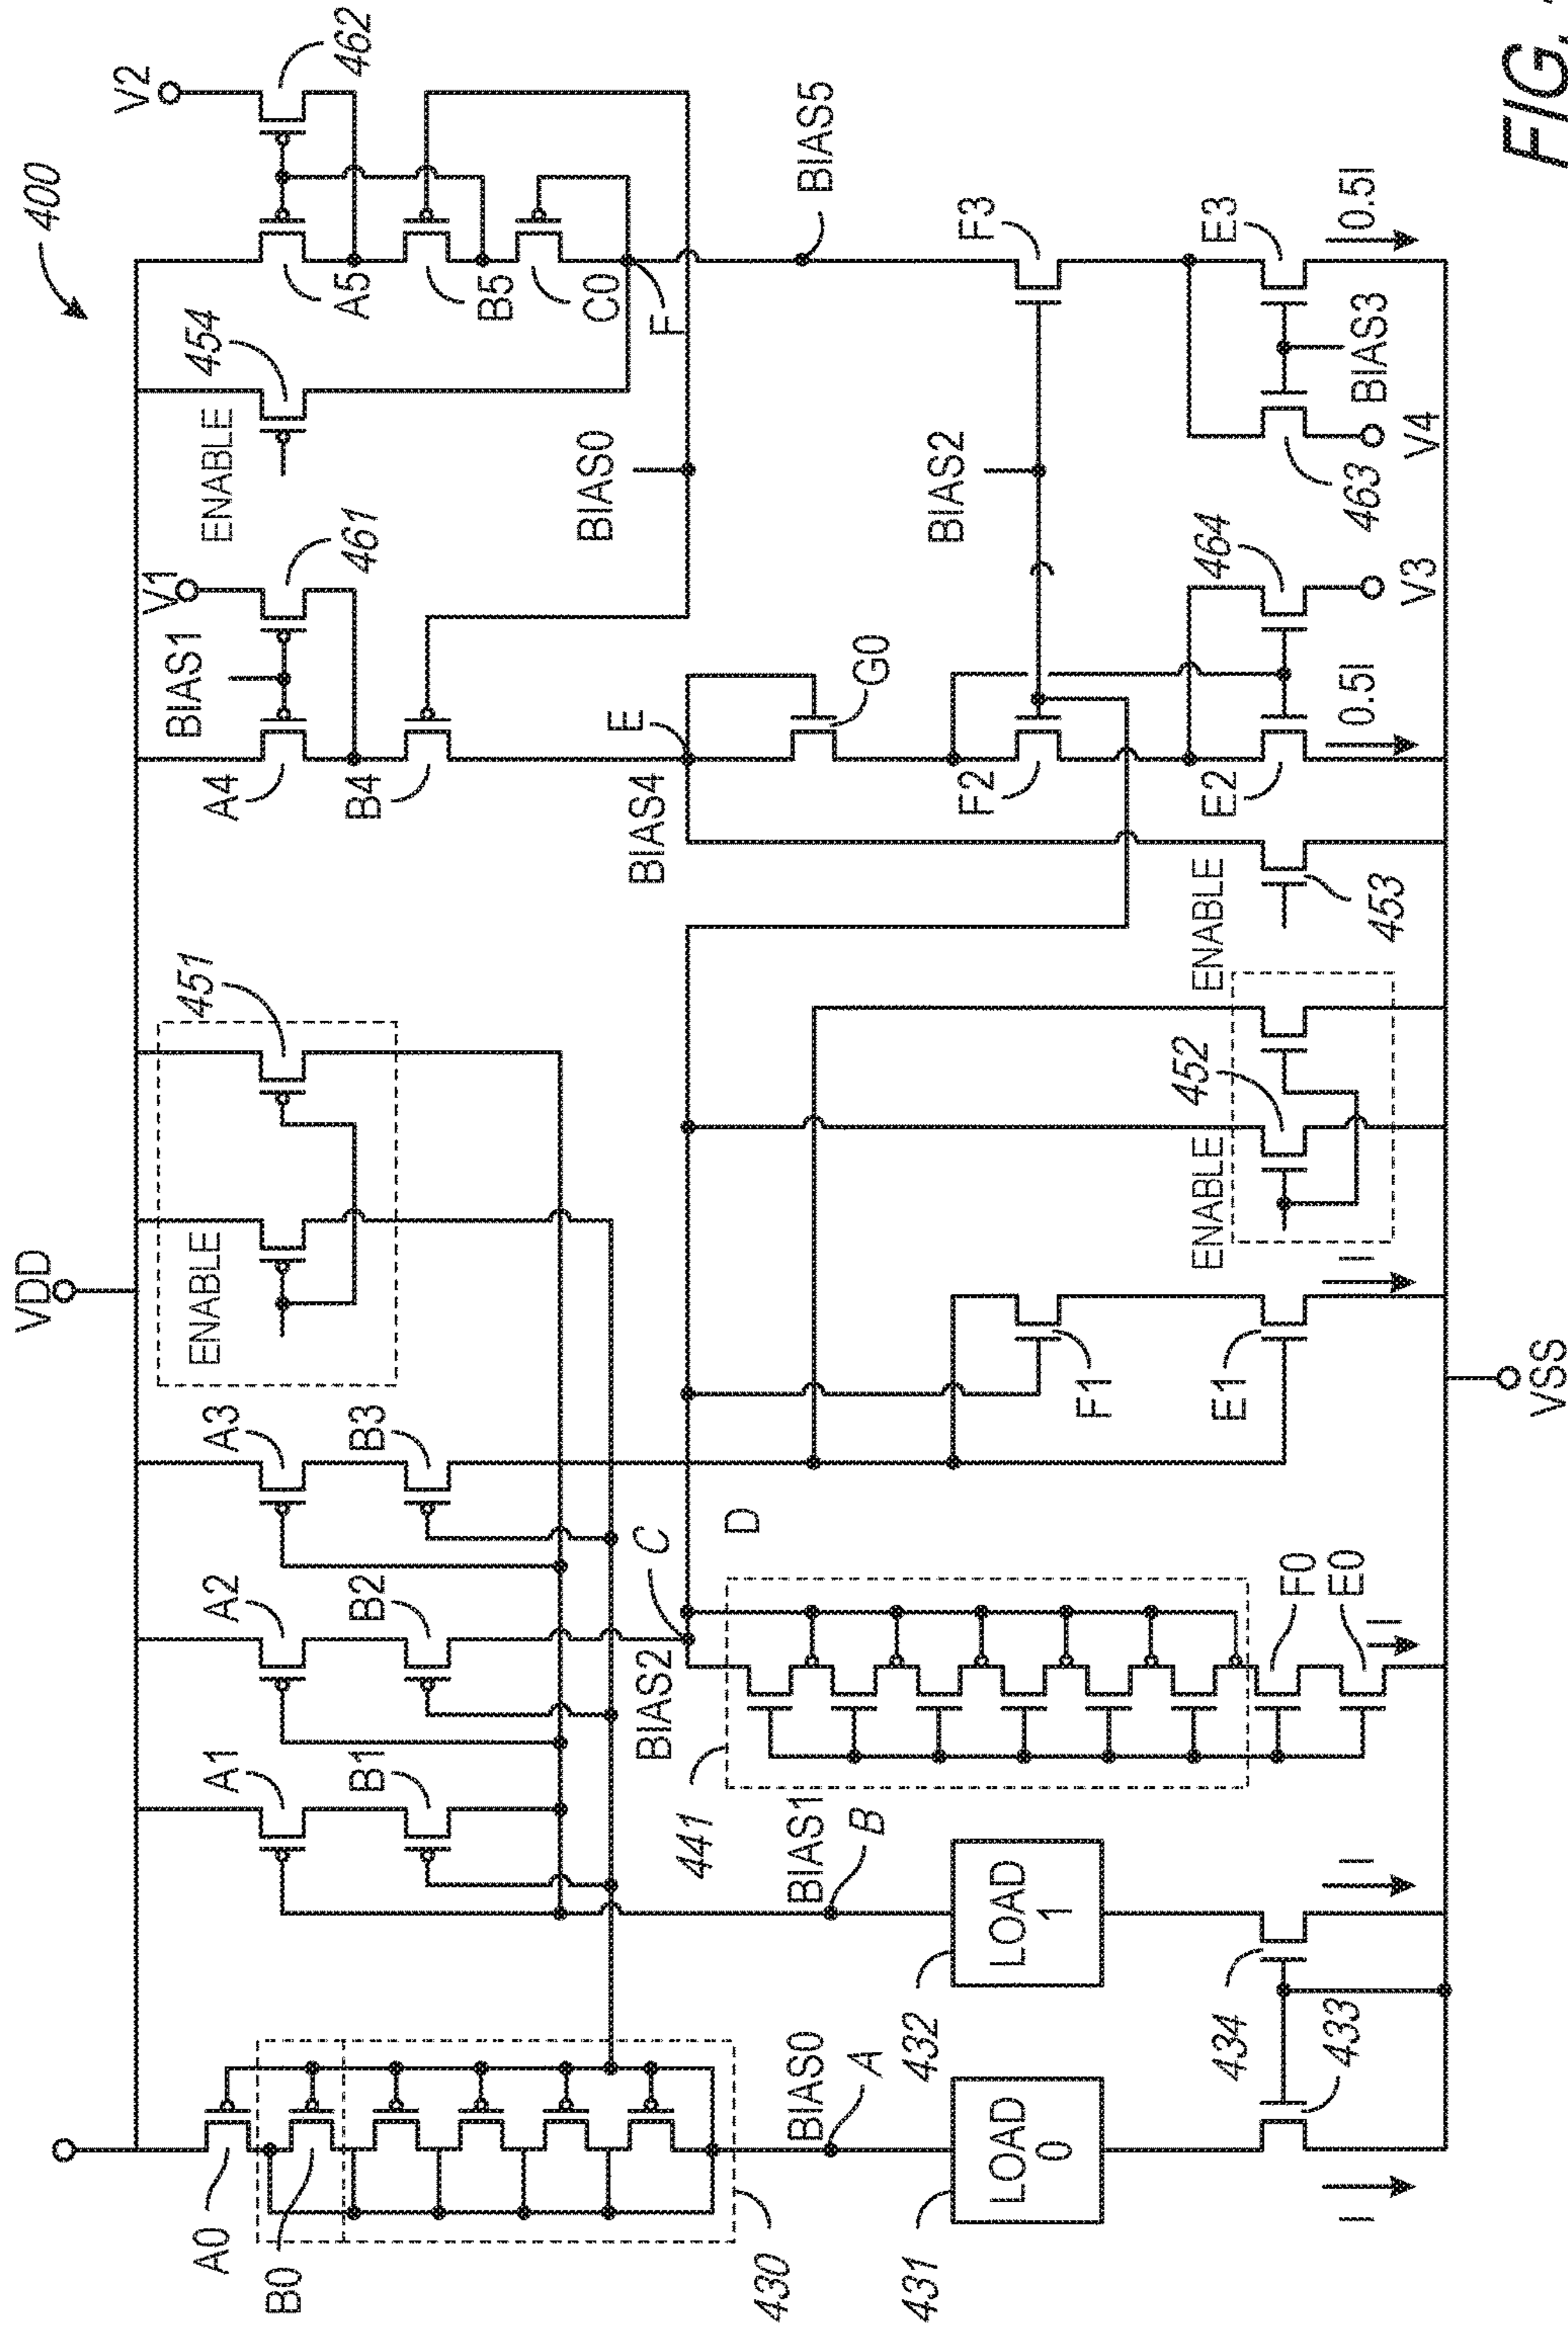 400
VDD
V1
V2
462
ENABLE
451
BIAS1
461
ENABLE
454
A0
B0
A1
B1
A2
B2
A3
B3
A4
B4
A5
B5
C0
430
BIAS0
A
BIAS1
B
BIAS2
C
D
441
BIAS4
E
G0
BIAS0
F
BIAS5
BIAS2
F1
F2
F3
431
LOAD
0
432
LOAD
1
F0
E0
I
E1
I
ENABLE
452
ENABLE
453
E2
0.5I
464
V3
463
V4
BIAS3
E3
0.5I
I
433
434
I
VSS
FIG.